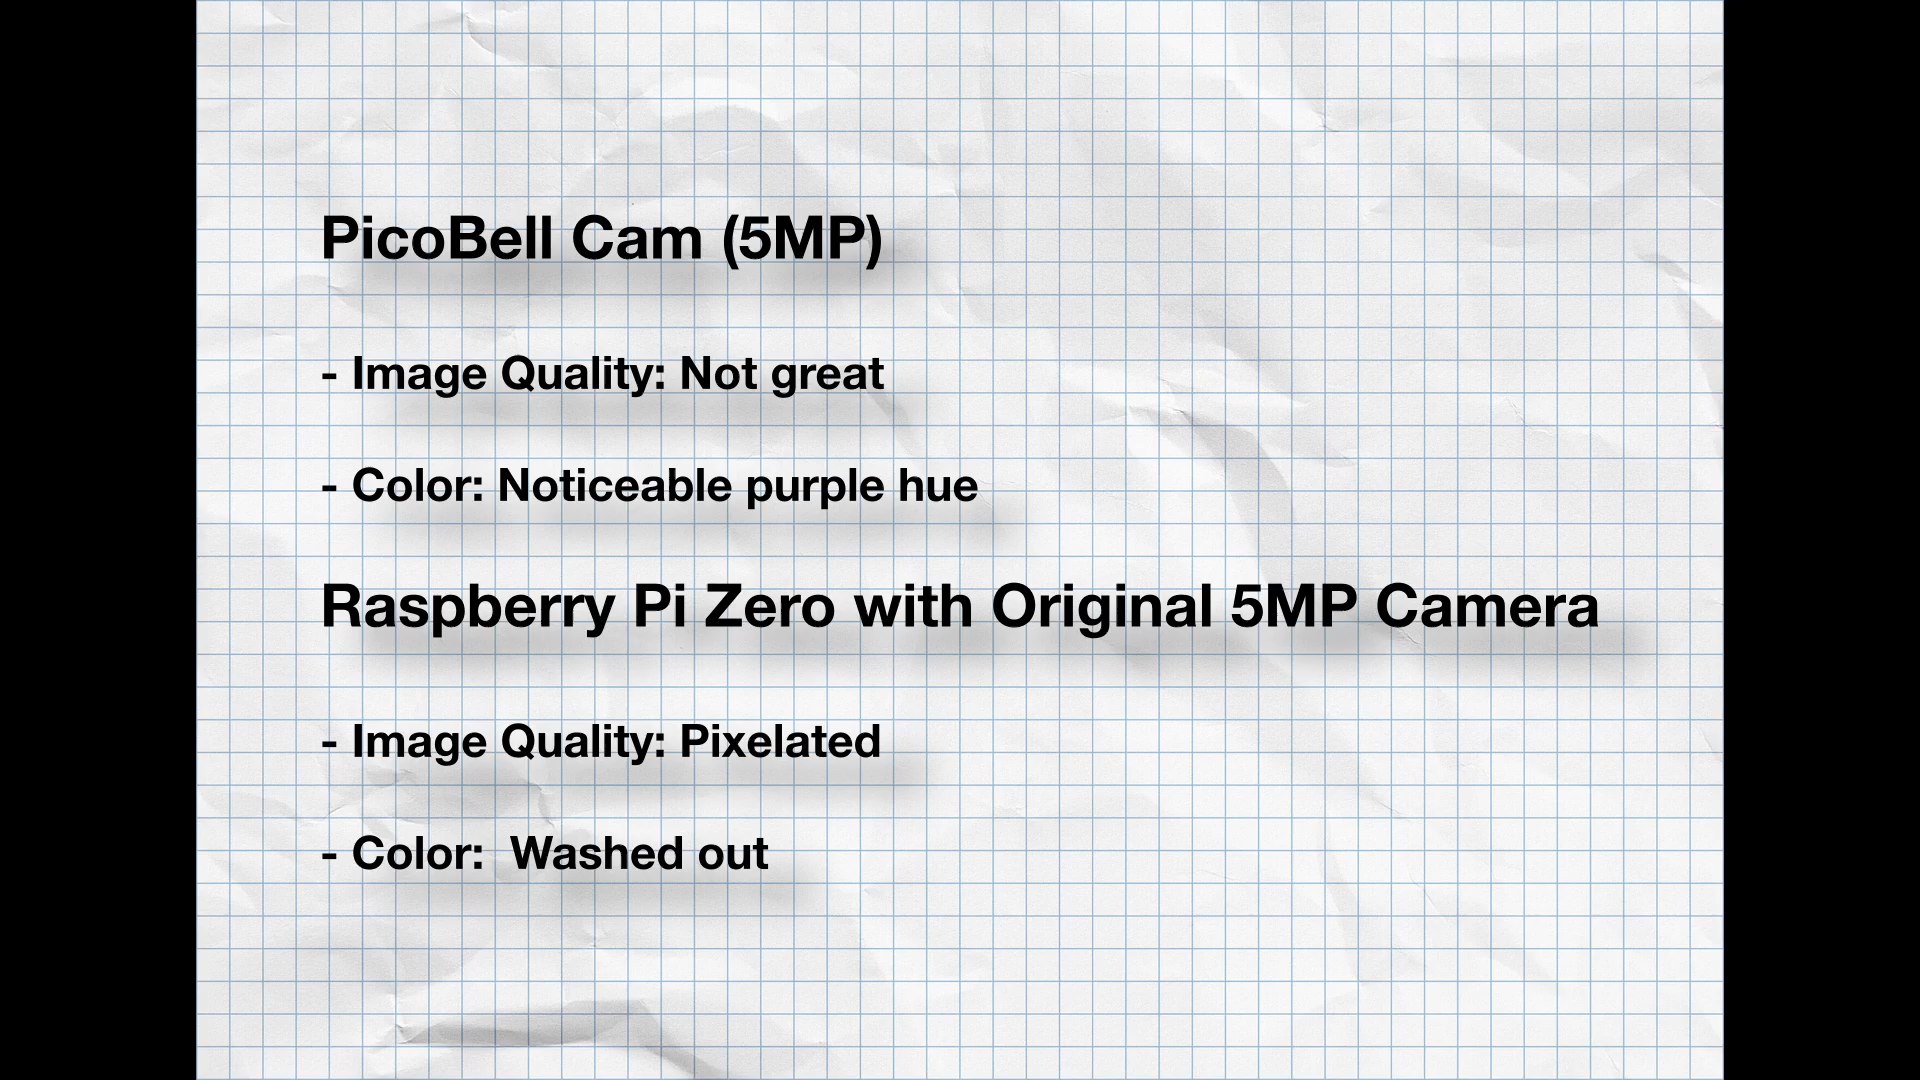 PicoBell Cam (5MP)
- Image Quality: Not great
- Color: Noticeable purple hue
Raspberry Pi Zero with Original 5MP Camera
- Image Quality: Pixelated
- Color:  Washed out